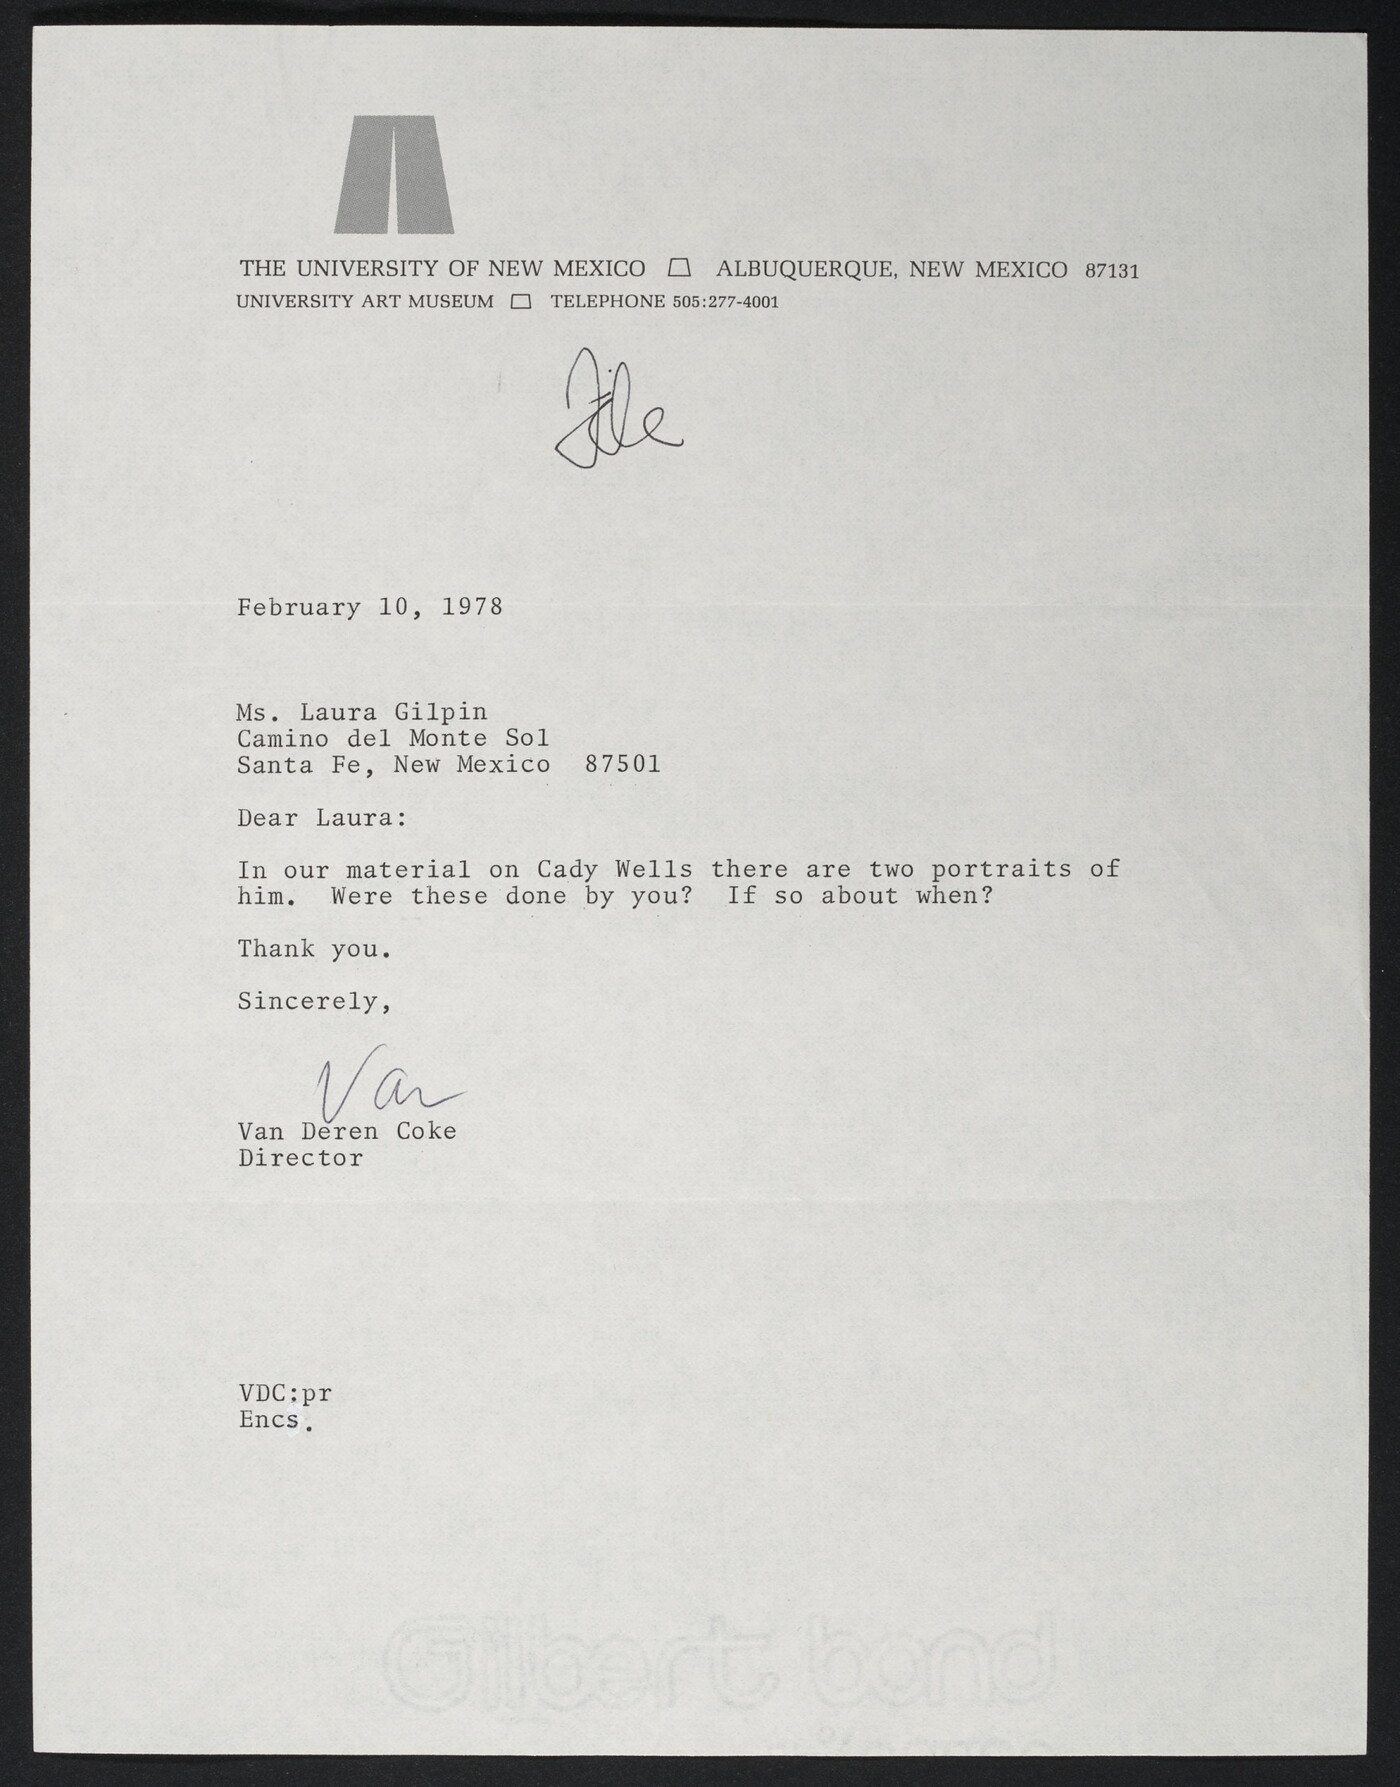 THE UNIVERSITY OF NEW MEXICO ALBUQUERQUE, NEW MEXICO 87131
UNIVERSITY ART MUSEUM TELEPHONE 505:277-4001
File
February 10, 1978
Ms. Laura Gilpin
Camino del Monte Sol
Santa Fe, New Mexico 87501
Dear Laura:
In our material on Cady Wells there are two portraits of
him. Were these done by you? If so about when?
Thank you.
Sincerely,
Van
Van Deren Coke
Director
VDC:pr
Encs.
Gilbert bond